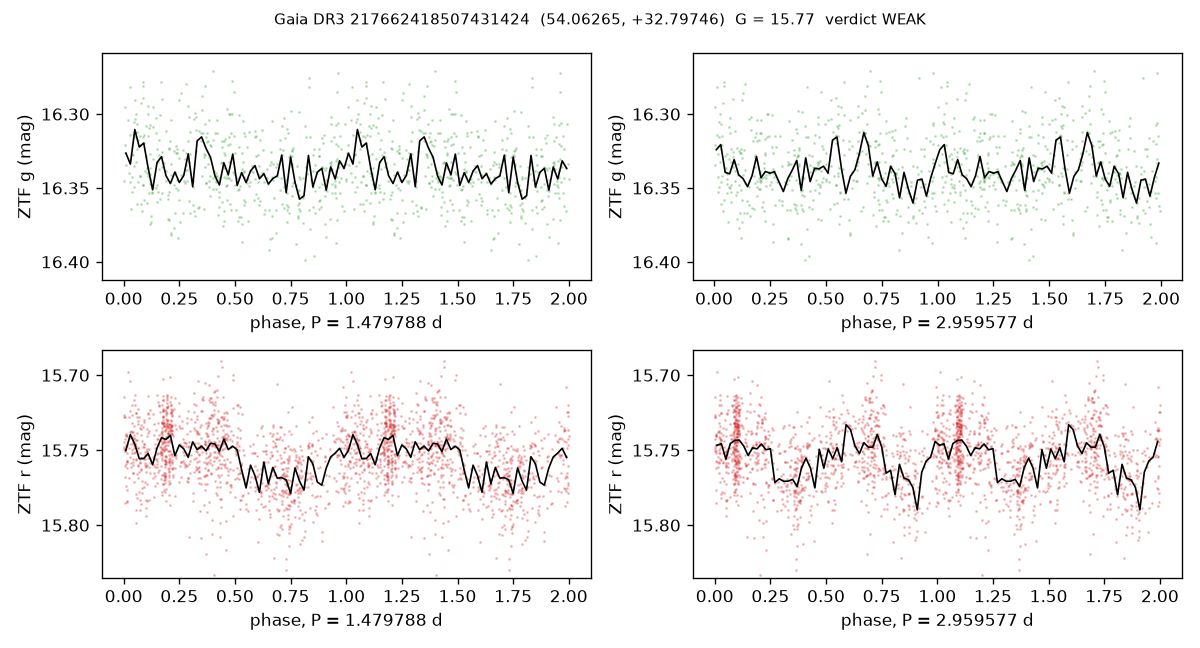 Gaia DR3 217662418507431424 (54.06265, +32.79746) G = 15.77 verdict WEAK
ZTF g (mag)
16.30
16.35
16.40
0.00 0.25 0.50 0.75 1.00 1.25 1.50 1.75 2.00
phase, P = 1.479788 d
ZTF g (mag)
16.30
16.35
16.40
0.00 0.25 0.50 0.75 1.00 1.25 1.50 1.75 2.00
phase, P = 2.959577 d
ZTF r (mag)
15.70
15.75
15.80
0.00 0.25 0.50 0.75 1.00 1.25 1.50 1.75 2.00
phase, P = 1.479788 d
ZTF r (mag)
15.70
15.75
15.80
0.00 0.25 0.50 0.75 1.00 1.25 1.50 1.75 2.00
phase, P = 2.959577 d